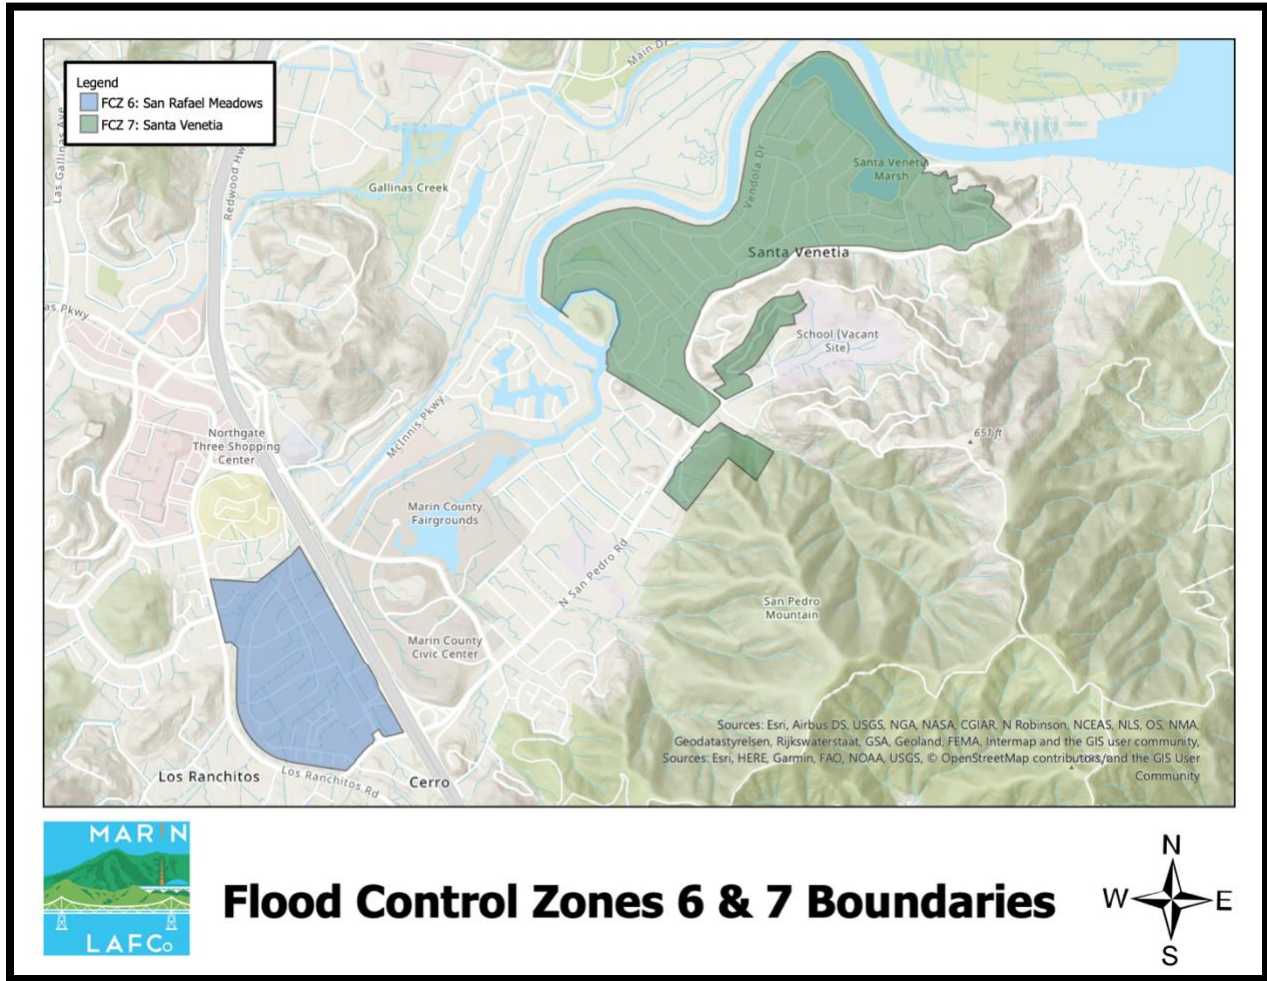 Main Dr
Legend
FCZ 6: San Rafael Meadows
FCZ 7: Santa Venetia
Las Gallinas Ave
Redwood Hw
Gallinas Creek
Vendola Dr
Santa Venetia
Marsh
Santa Venetia
as Pkwy
School (Vacant
Site)
McInnis Pkwy
Northgate
Three Shopping
Center
651 ft
Marin County
Fairgrounds
N San Pedro Rd
San Pedro
Mountain
Marin County
Civic Center
Sources: Esri, Airbus DS, USGS, NGA, NASA, CGIAR, N Robinson, NCEAS, NLS, OS, NMA,
Geodatastyrelsen, Rijkswaterstaat, GSA, Geoland, FEMA, Intermap and the GIS user community,
Sources: Esri, HERE, Garmin, FAO, NOAA, USGS, © OpenStreetMap contributors, and the GIS User
Community
Los Ranchitos
Los Ranchitos Rd
Cerro
MARIN
LAFCo
Flood Control Zones 6 & 7 Boundaries
N
W
E
S